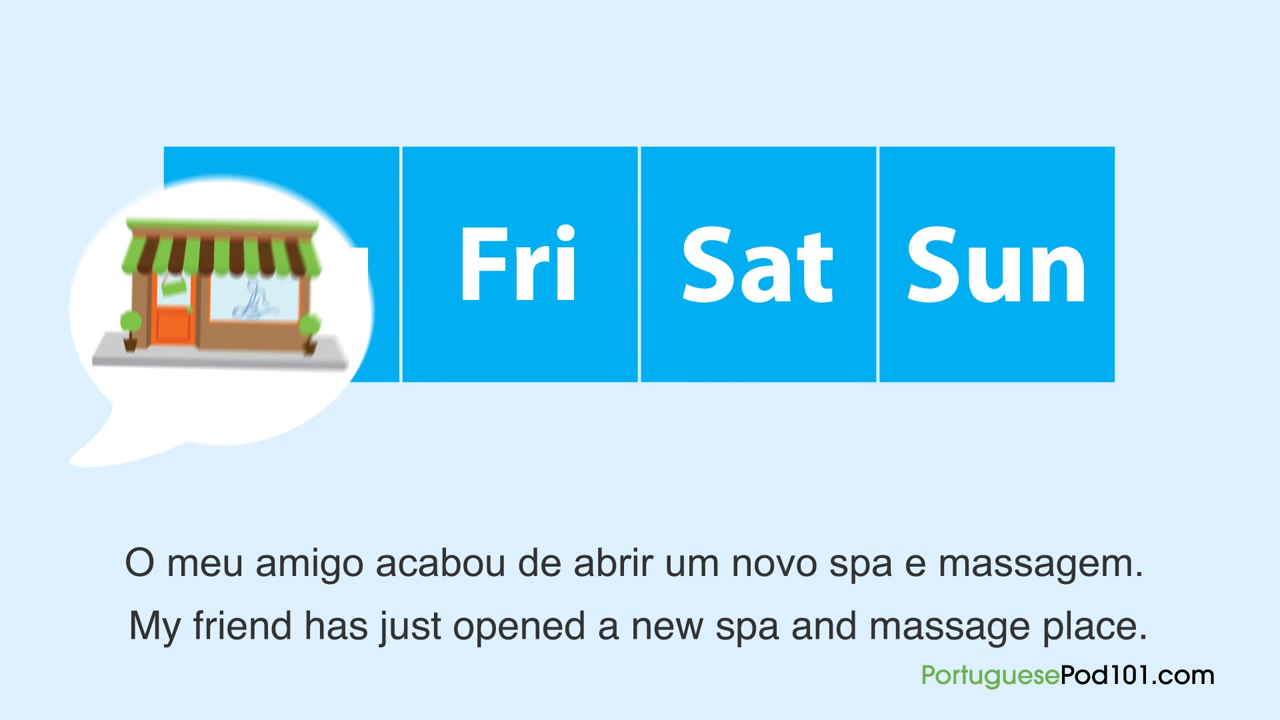 Fri Sat Sun
O meu amigo acabou de abrir um novo spa e massagem.
My friend has just opened a new spa and massage place.
PortuguesePod101.com